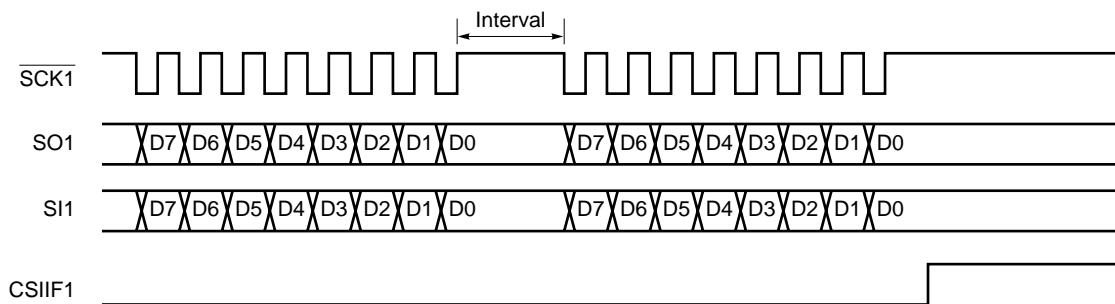 Interval
SCK1
SO1 D7 D6 D5 D4 D3 D2 D1 D0 D7 D6 D5 D4 D3 D2 D1 D0
SI1 D7 D6 D5 D4 D3 D2 D1 D0 D7 D6 D5 D4 D3 D2 D1 D0
CSIIF1